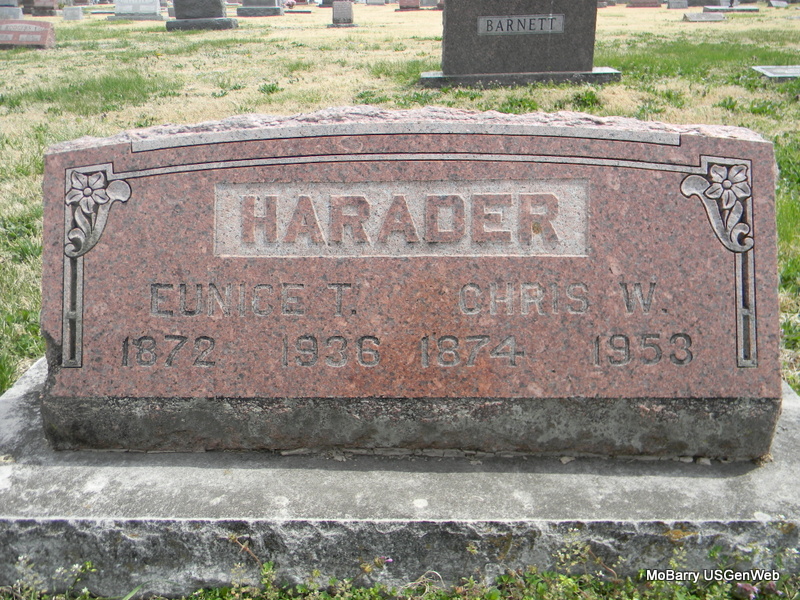 BARNETT
HARADER
EUNICE T. CHRIS W.
1872 1936 1874 1953
MoBarry USGenWeb